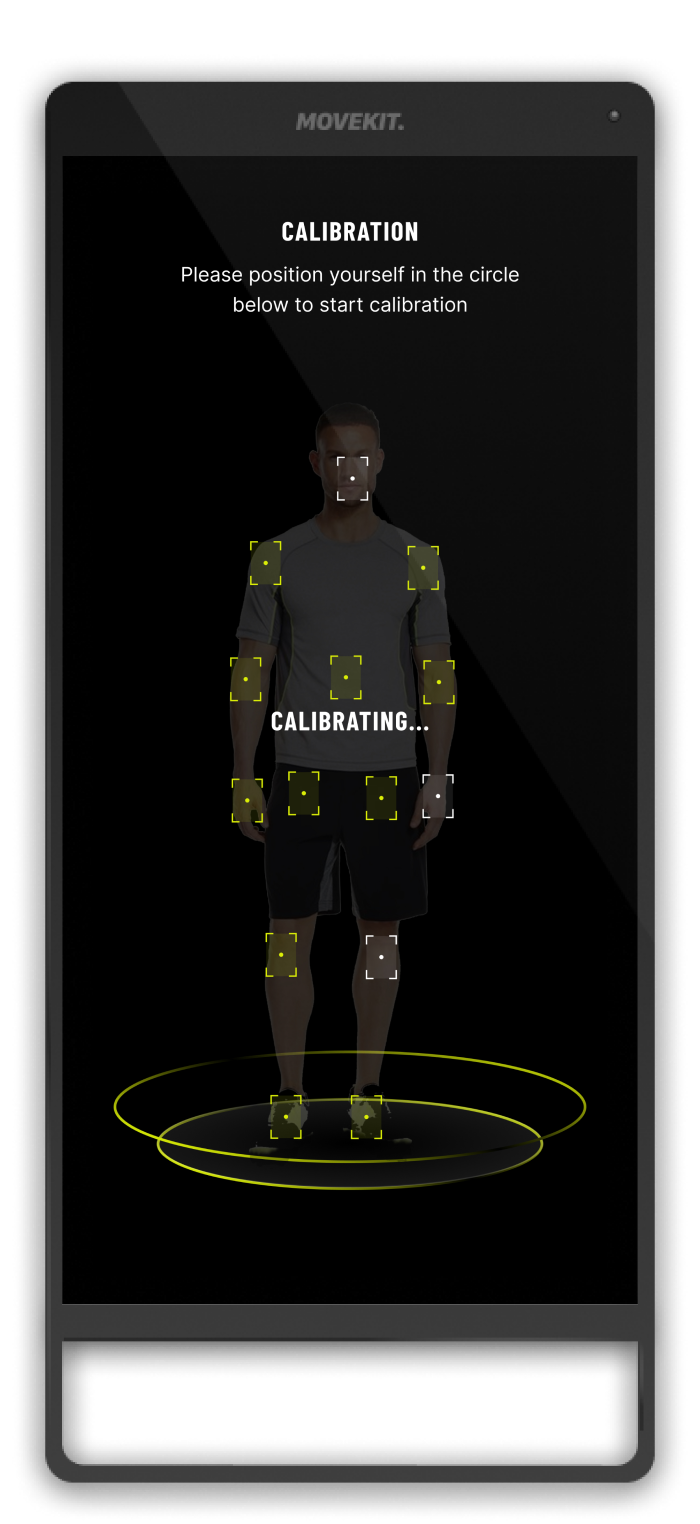 MOVEKIT.
CALIBRATION
Please position yourself in the circle
below to start calibration
CALIBRATING...